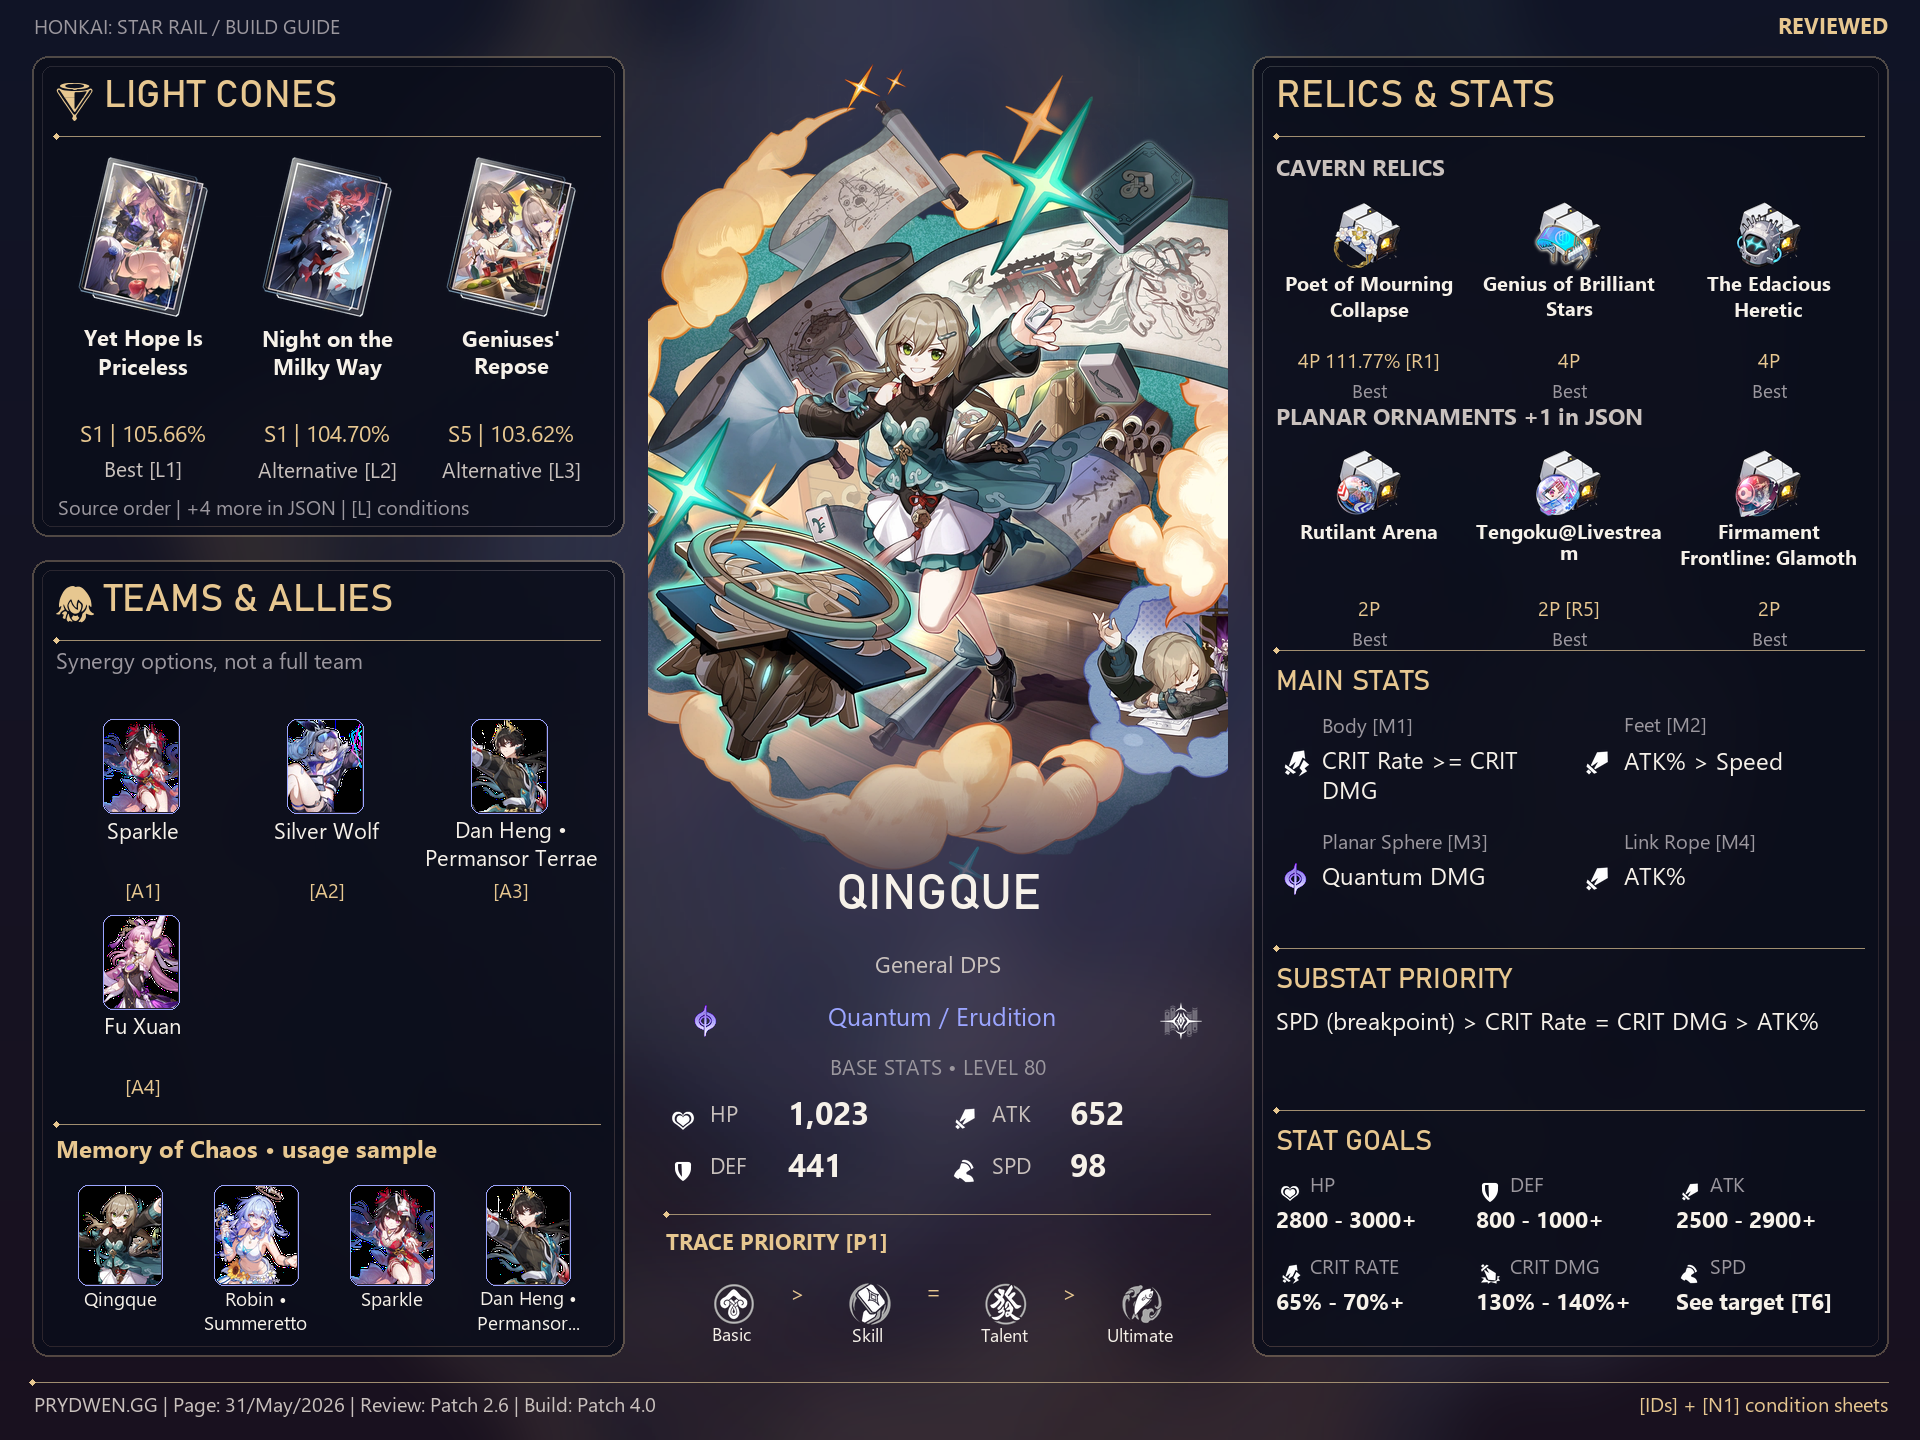 HONKAI: STAR RAIL / BUILD GUIDE
REVIEWED
LIGHT CONES
Yet Hope Is
Priceless
S1 | 105.66%
Best [L1]
Night on the
Milky Way
S1 | 104.70%
Alternative [L2]
Geniuses'
Repose
S5 | 103.62%
Alternative [L3]
Source order | +4 more in JSON | [L] conditions
TEAMS & ALLIES
Synergy options, not a full team
Sparkle
[A1]
Silver Wolf
[A2]
Dan Heng •
Permansor Terrae
[A3]
Fu Xuan
[A4]
Memory of Chaos • usage sample
Qingque
Robin •
Summeretto
Sparkle
Dan Heng •
Permansor...
QINGQUE
General DPS
Quantum / Erudition
BASE STATS • LEVEL 80
HP 1,023
ATK 652
DEF 441
SPD 98
TRACE PRIORITY [P1]
Basic > Skill = Talent > Ultimate
RELICS & STATS
CAVERN RELICS
Poet of Mourning
Collapse
4P 111.77% [R1]
Best
Genius of Brilliant
Stars
4P
Best
The Edacious
Heretic
4P
Best
PLANAR ORNAMENTS +1 in JSON
Rutilant Arena
2P
Best
Tengoku@Livestrea
m
2P [R5]
Best
Firmament
Frontline: Glamoth
2P
Best
MAIN STATS
Body [M1]
CRIT Rate >= CRIT
DMG
Feet [M2]
ATK% > Speed
Planar Sphere [M3]
Quantum DMG
Link Rope [M4]
ATK%
SUBSTAT PRIORITY
SPD (breakpoint) > CRIT Rate = CRIT DMG > ATK%
STAT GOALS
HP
2800 - 3000+
DEF
800 - 1000+
ATK
2500 - 2900+
CRIT RATE
65% - 70%+
CRIT DMG
130% - 140%+
SPD
See target [T6]
PRYDWEN.GG | Page: 31/May/2026 | Review: Patch 2.6 | Build: Patch 4.0
[IDs] + [N1] condition sheets